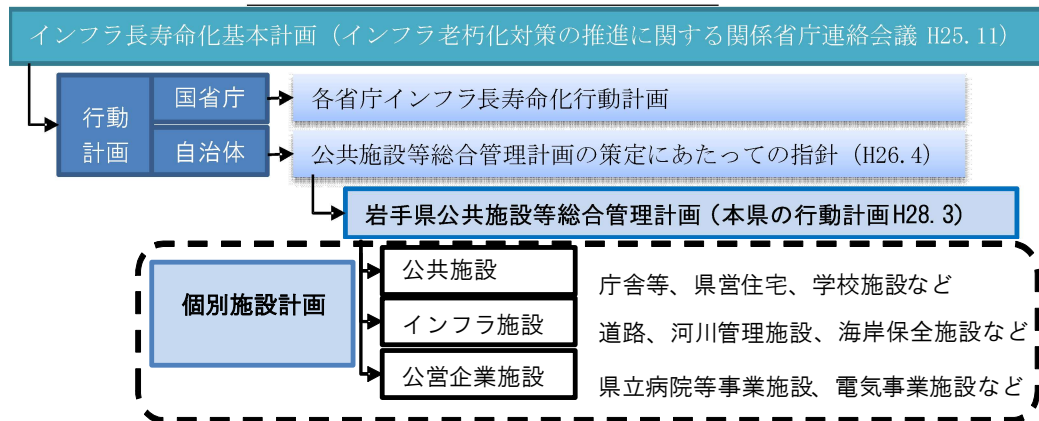 インフラ長寿命化基本計画（インフラ老朽化対策の推進に関する関係省庁連絡会議 H25.11）
行動
計画
国省庁
各省庁インフラ長寿命化行動計画
自治体
公共施設等総合管理計画の策定にあたっての指針（H26.4）
岩手県公共施設等総合管理計画（本県の行動計画H28.3）
個別施設計画
公共施設
庁舎等、県営住宅、学校施設など
インフラ施設
道路、河川管理施設、海岸保全施設など
公営企業施設
県立病院等事業施設、電気事業施設など